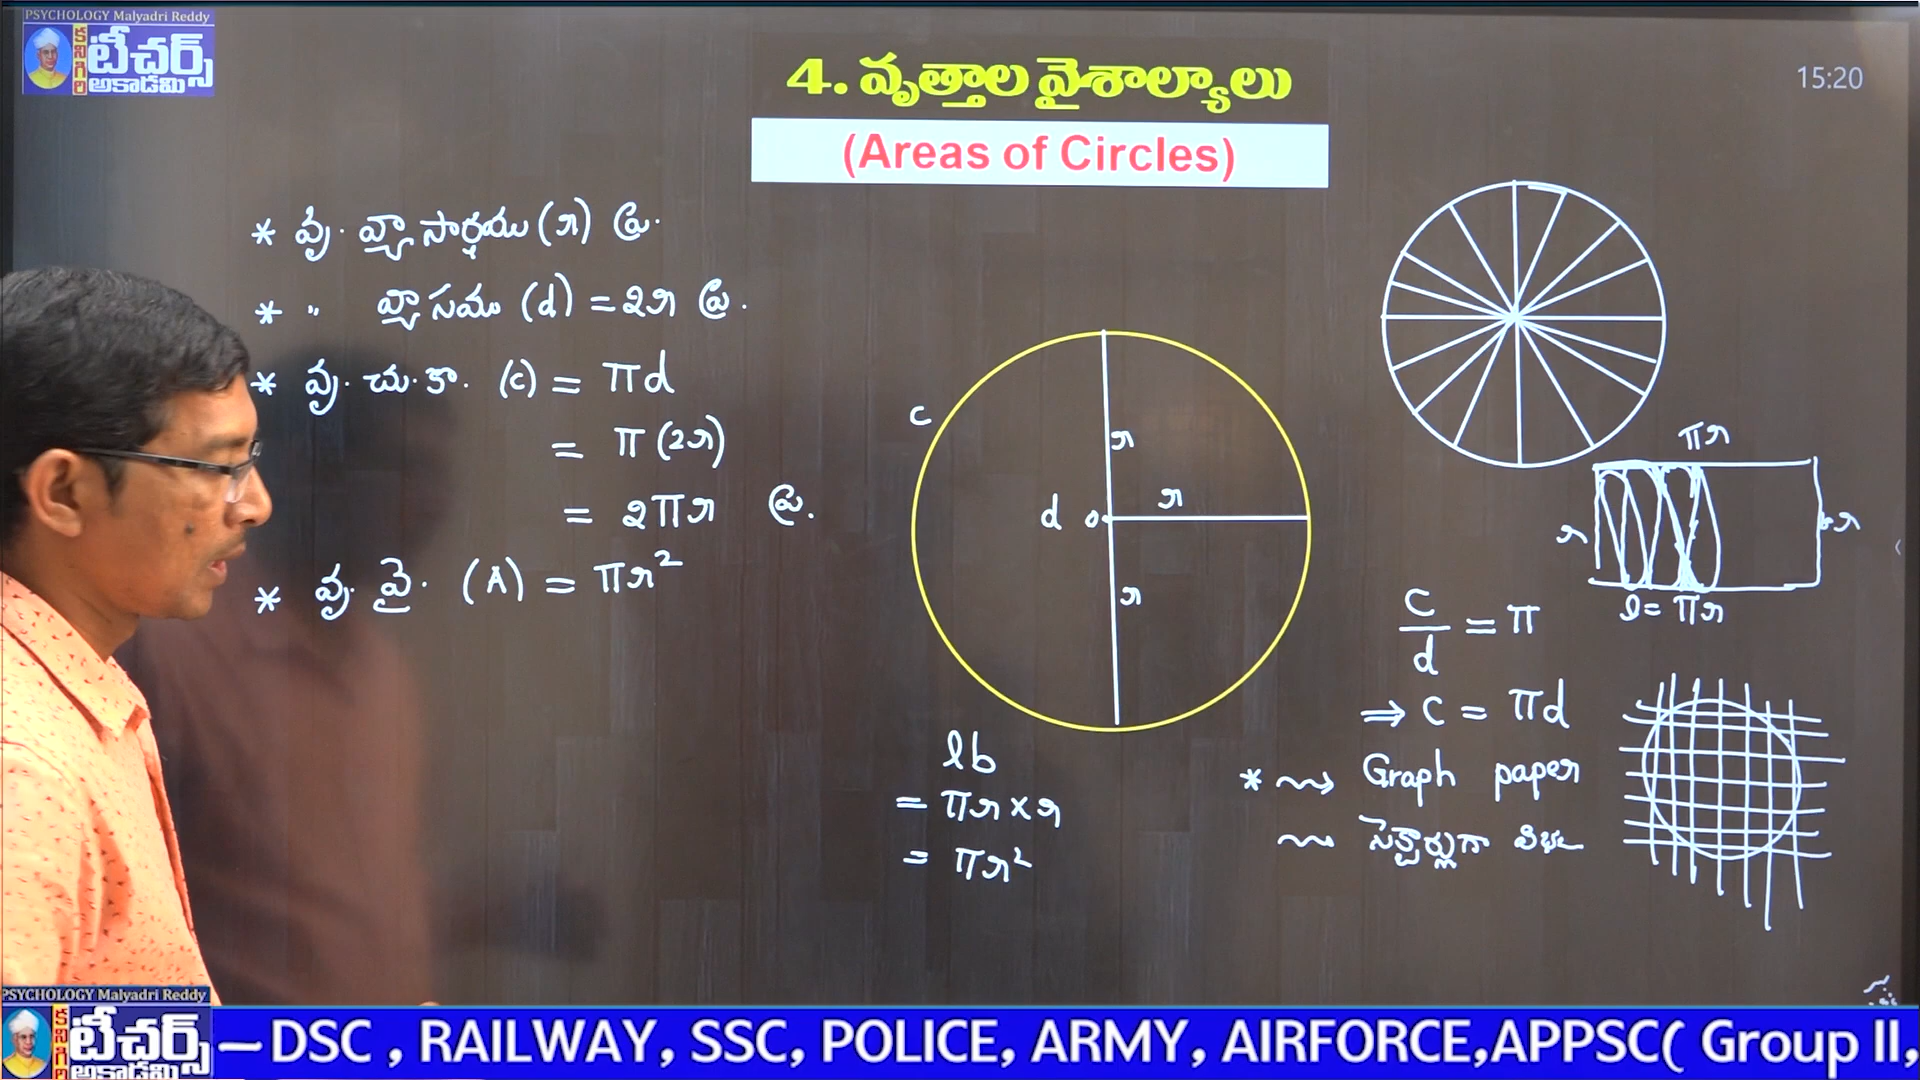 PSYCHOLOGY Malyadri Reddy
కనిగిరి
టీచర్స్
అకాడమి
4. వృత్తాల వైశాల్యాలు
(Areas of Circles)
15:20
* వృ. వ్యాసార్థము (r) ప్ర.
* " వ్యాసము (d) = 2r ప్ర.
* వృ. చు. కొ. (c) = πd
= π (2r)
= 2πr ప్ర.
* వృ. వై. (A) = πr²
c
r
d
o
r
r
lb
= πr × r
= πr²
πr
r
b r
l = πr
c/d = π
⇒ C = πd
* Graph paper
సెక్టార్లుగా
PSYCHOLOGY Malyadri Reddy
కనిగిరి
టీచర్స్
అకాడమి
– DSC , RAILWAY, SSC, POLICE, ARMY, AIRFORCE,APPSC( Group II,